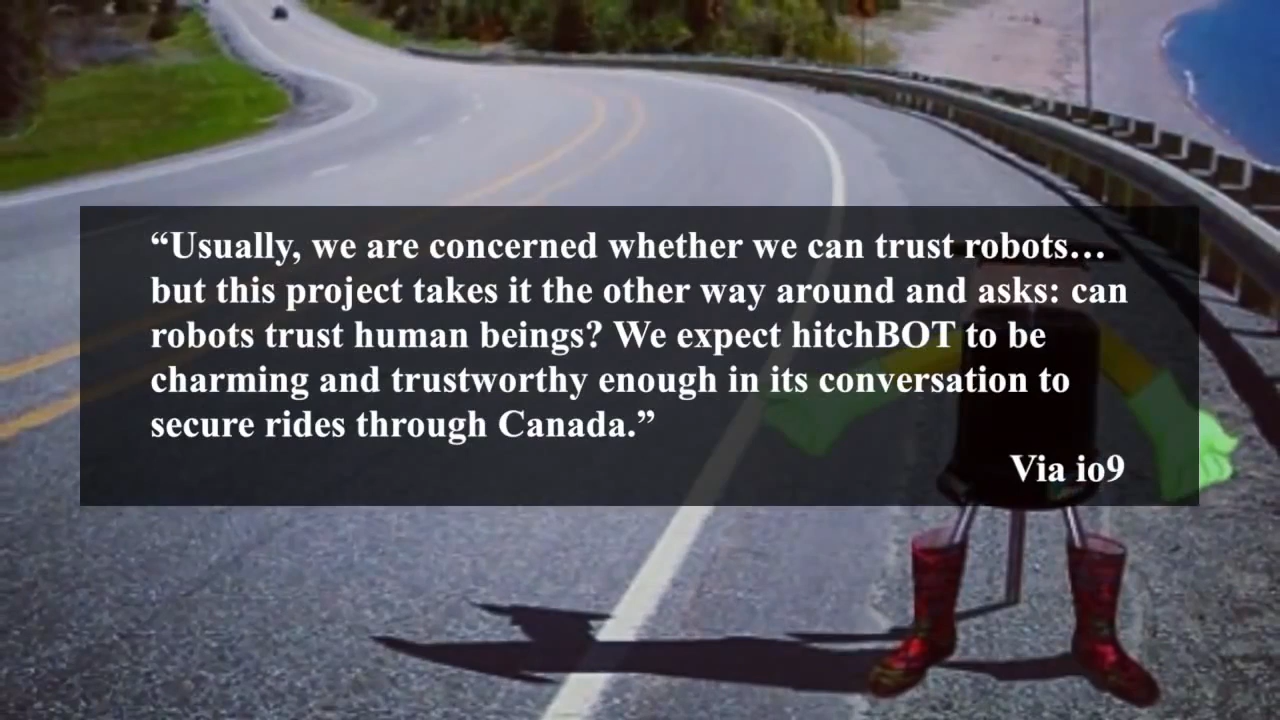 “Usually, we are concerned whether we can trust robots…
but this project takes it the other way around and asks: can
robots trust human beings? We expect hitchBOT to be
charming and trustworthy enough in its conversation to
secure rides through Canada.”
Via io9